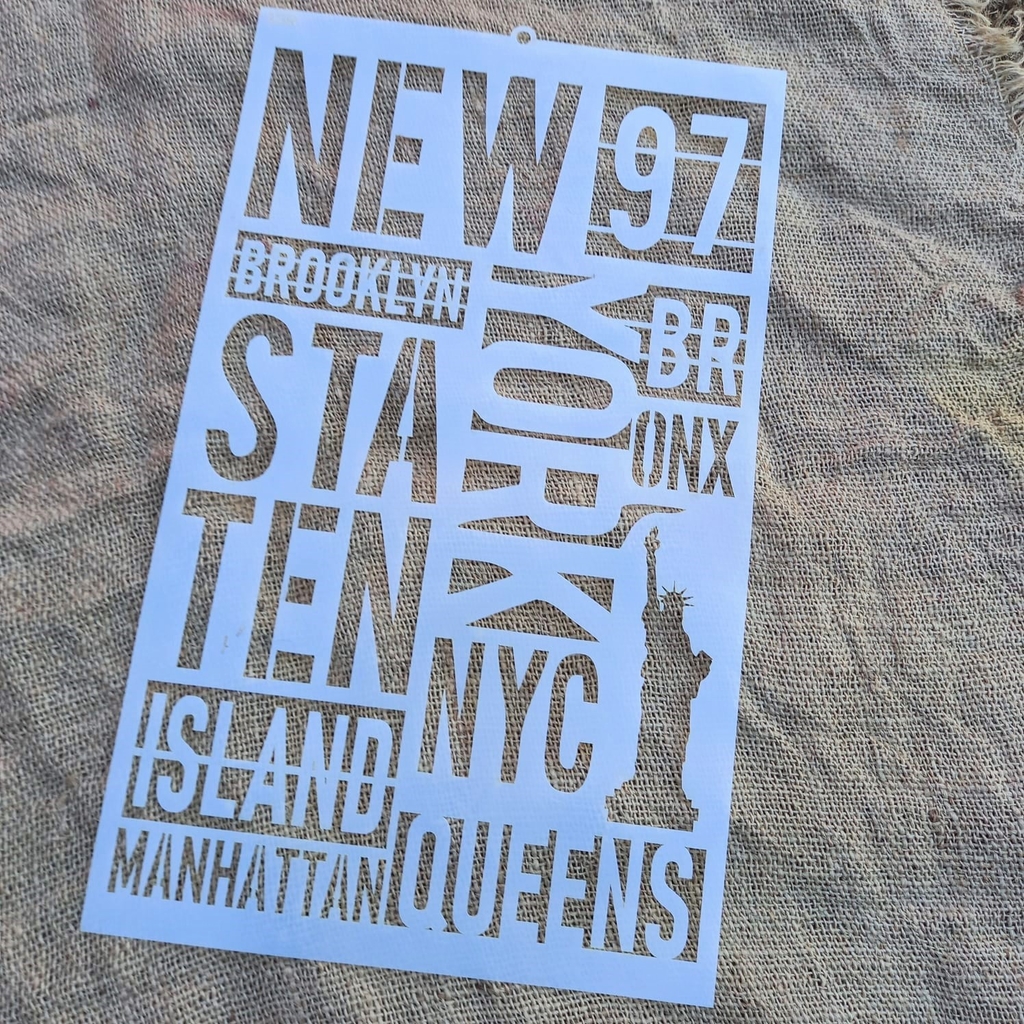 NEW
97
BROOKLYN
YORK
BR
ONX
STA
TEN
ISLAND
NYC
MANHATTAN
QUEENS